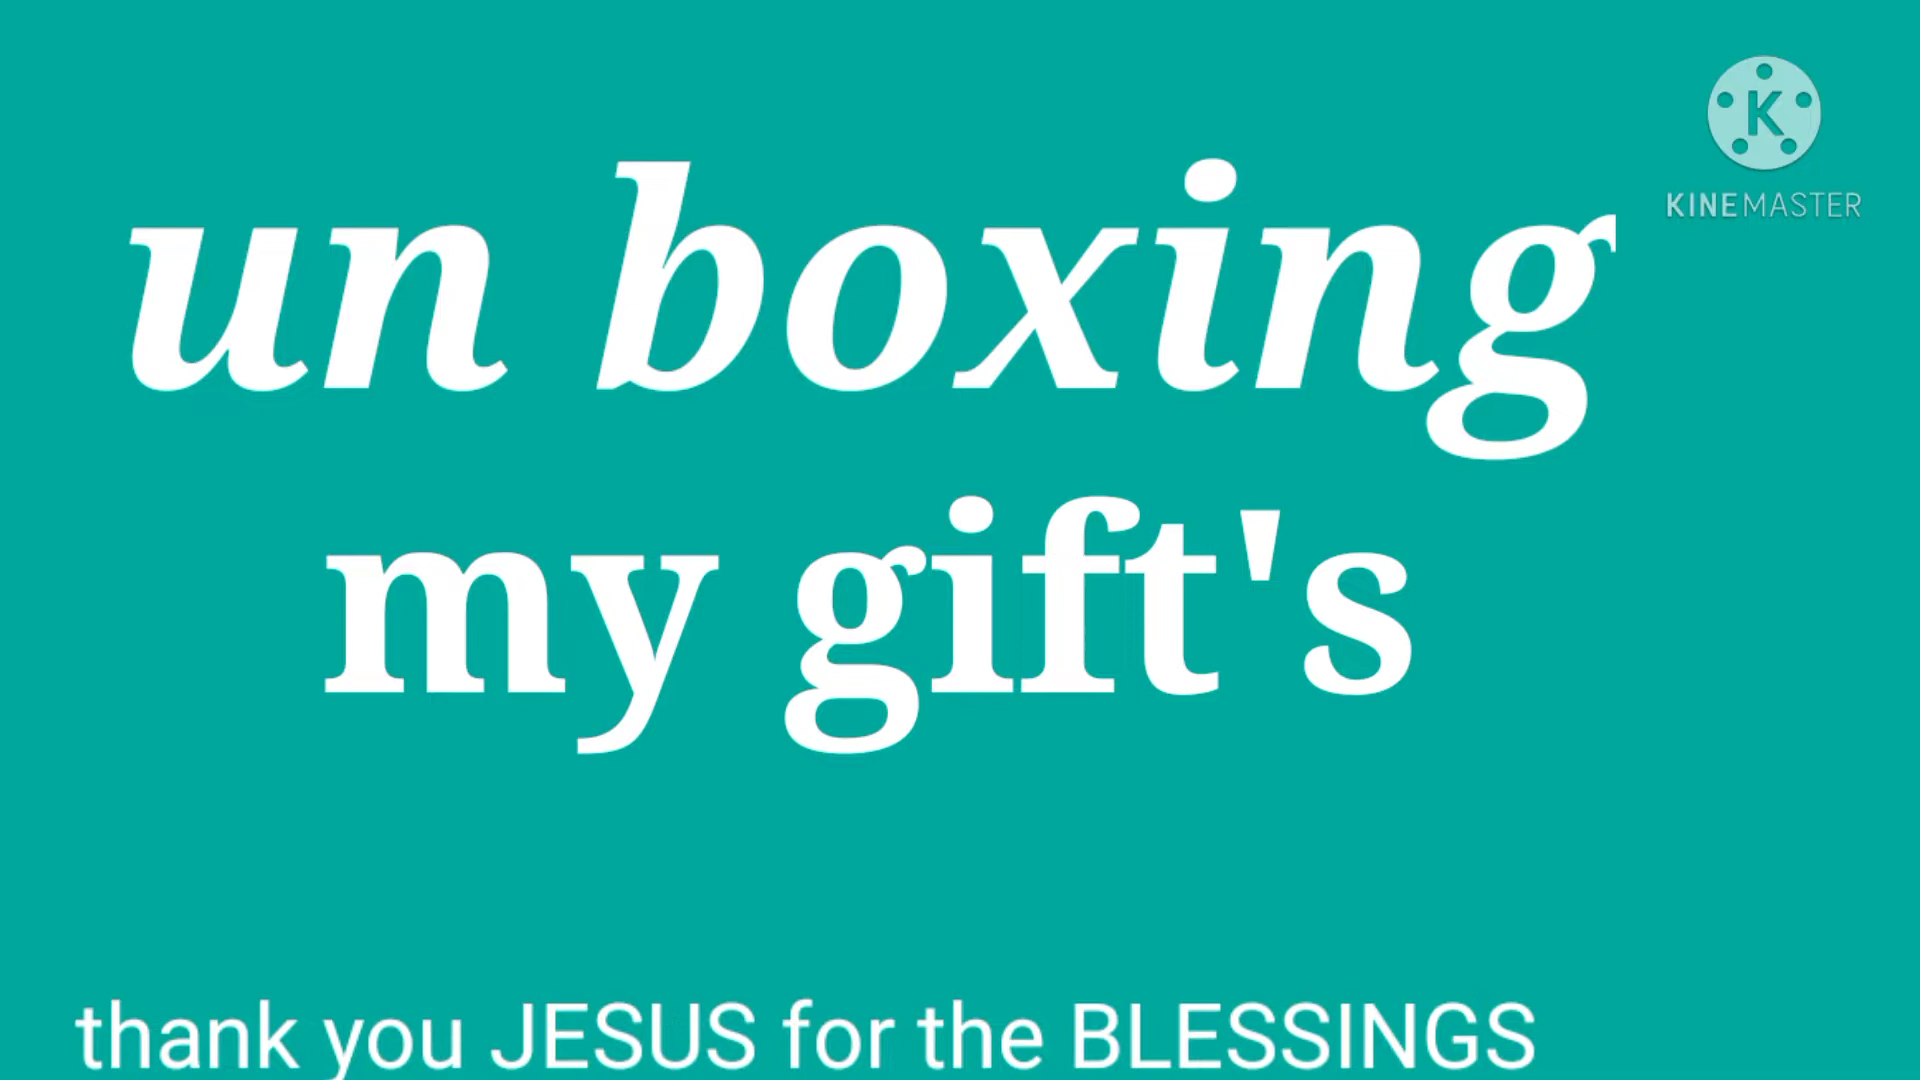 un boxing
my gift's
thank you JESUS for the BLESSINGS
K
KINEMASTER